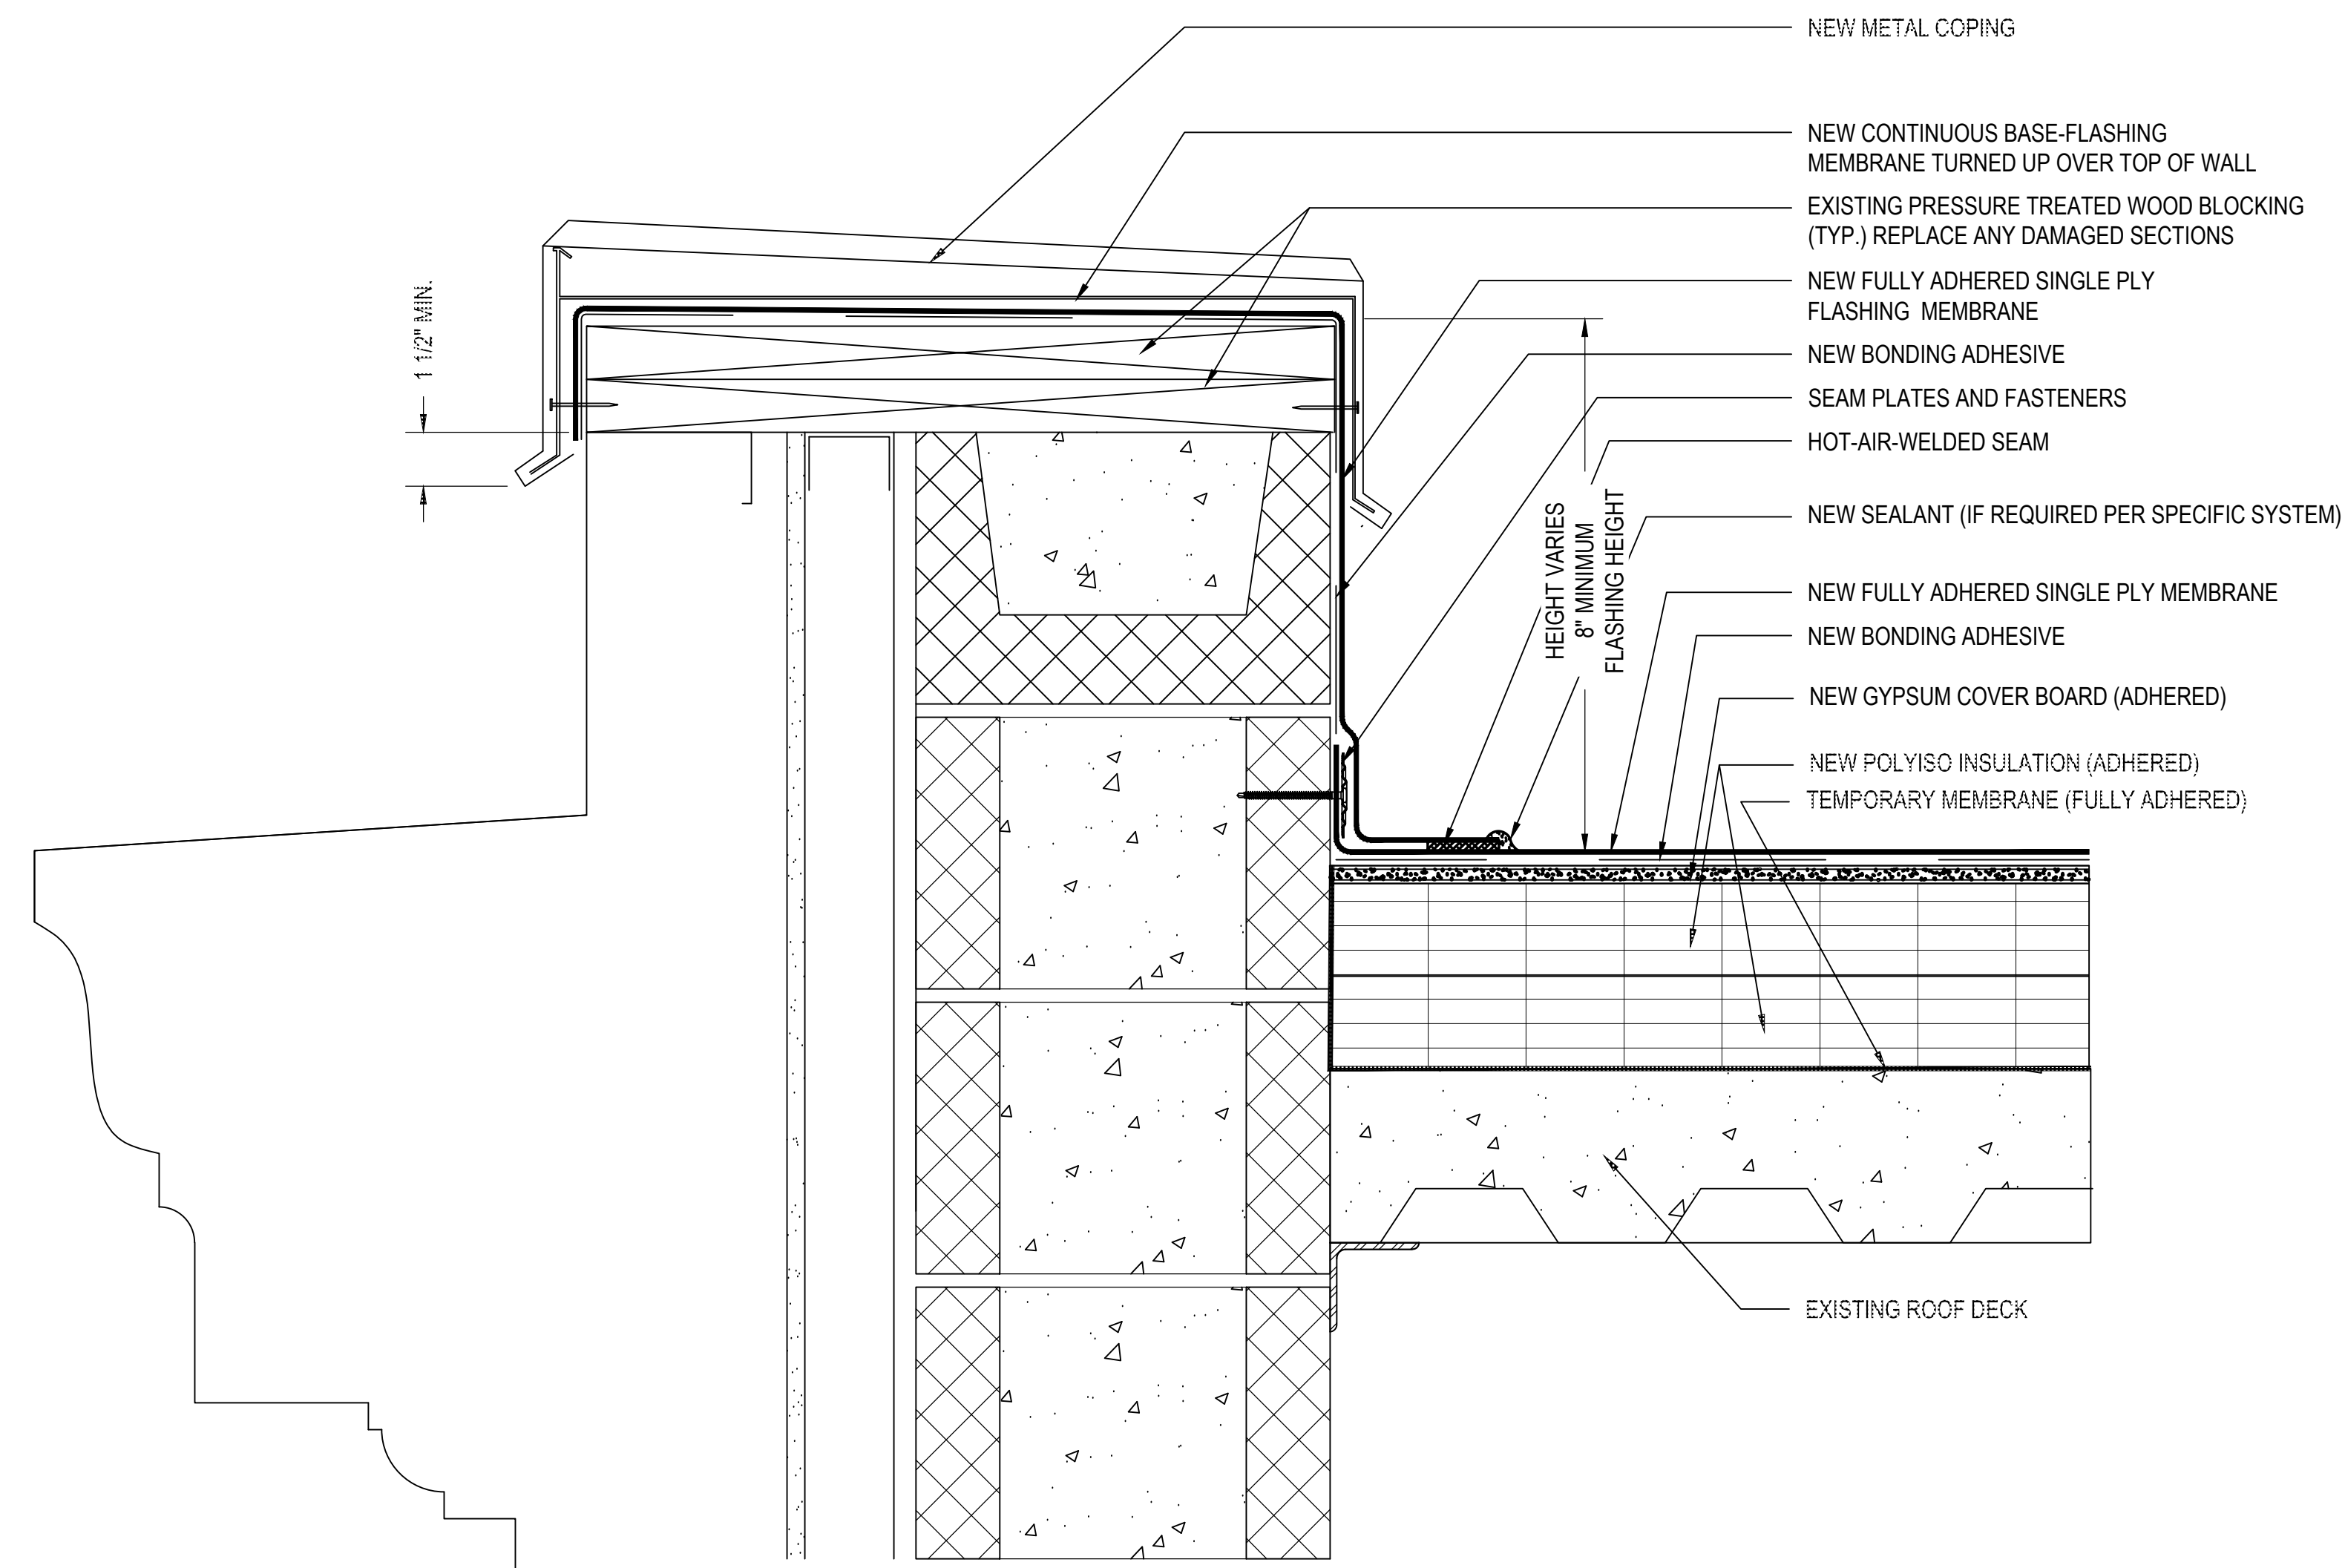 NEW METAL COPING
NEW CONTINUOUS BASE-FLASHING
MEMBRANE TURNED UP OVER TOP OF WALL
EXISTING PRESSURE TREATED WOOD BLOCKING
(TYP.) REPLACE ANY DAMAGED SECTIONS
NEW FULLY ADHERED SINGLE PLY
FLASHING MEMBRANE
NEW BONDING ADHESIVE
SEAM PLATES AND FASTENERS
HOT-AIR-WELDED SEAM
NEW SEALANT (IF REQUIRED PER SPECIFIC SYSTEM)
NEW FULLY ADHERED SINGLE PLY MEMBRANE
NEW BONDING ADHESIVE
NEW GYPSUM COVER BOARD (ADHERED)
NEW POLYISO INSULATION (ADHERED)
TEMPORARY MEMBRANE (FULLY ADHERED)
EXISTING ROOF DECK
1 1/2" MIN.
HEIGHT VARIES
8" MINIMUM
FLASHING HEIGHT